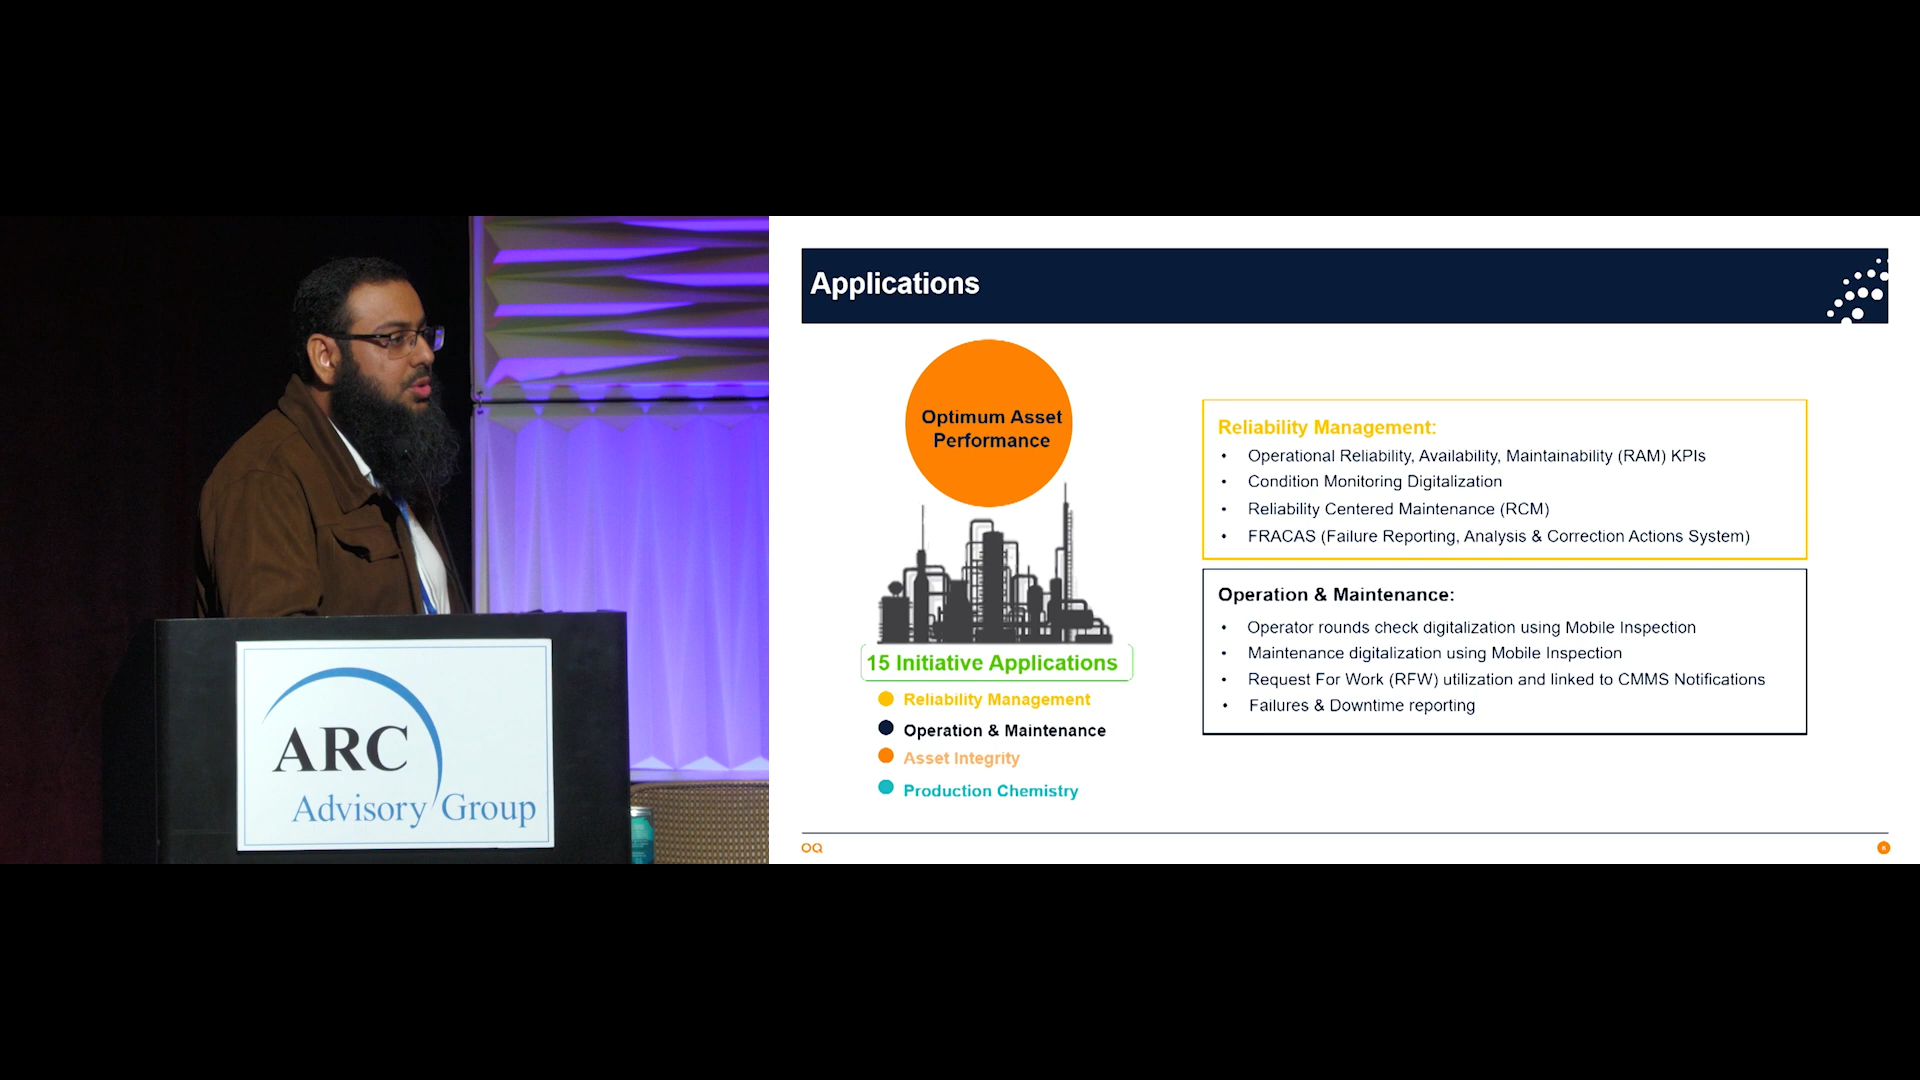 ARC
Advisory Group
Applications
Optimum Asset
Performance
15 Initiative Applications
Reliability Management
Operation & Maintenance
Asset Integrity
Production Chemistry
Reliability Management:
• Operational Reliability, Availability, Maintainability (RAM) KPIs
• Condition Monitoring Digitalization
• Reliability Centered Maintenance (RCM)
• FRACAS (Failure Reporting, Analysis & Correction Actions System)
Operation & Maintenance:
• Operator rounds check digitalization using Mobile Inspection
• Maintenance digitalization using Mobile Inspection
• Request For Work (RFW) utilization and linked to CMMS Notifications
• Failures & Downtime reporting
OQ